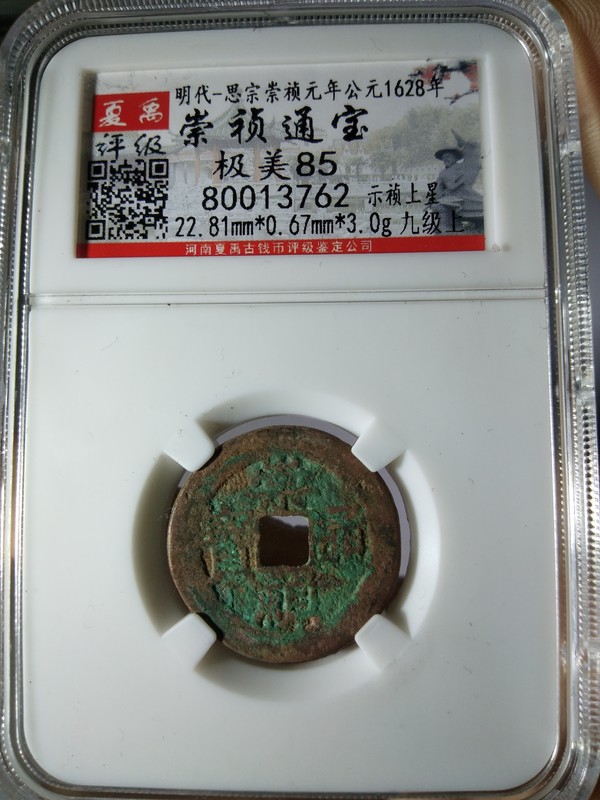 明代-思宗崇祯元年公元1628年
夏禹
评级
崇祯通宝
极美85
80013762 示祯上星
22.81mm*0.67mm*3.0g 九级上
河南夏禹古钱币评级鉴定公司